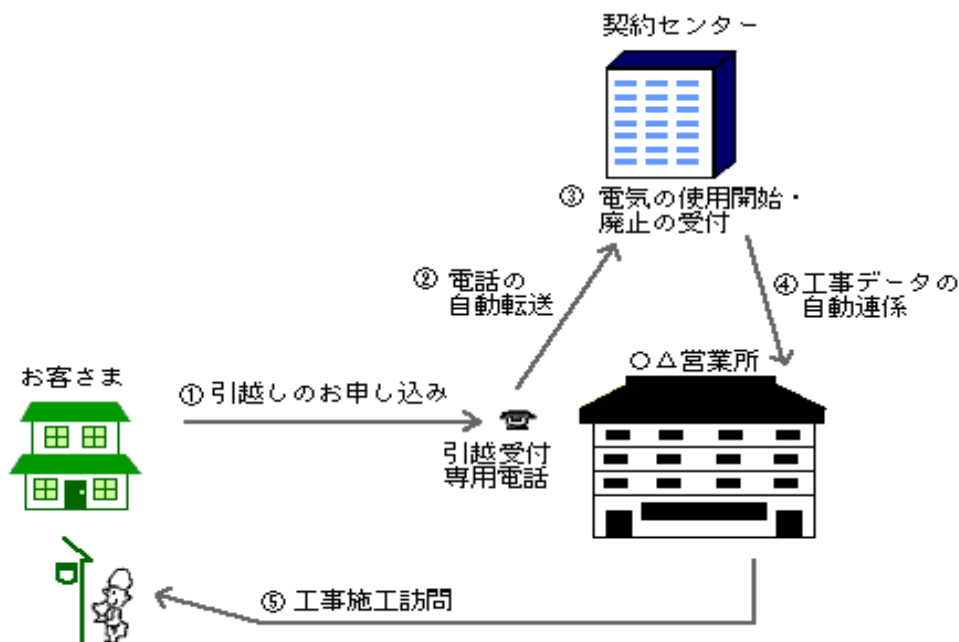 契約センター
③ 電気の使用開始・
廃止の受付
② 電話の
自動転送
④工事データの
自動連係
○△営業所
お客さま
①引越しのお申し込み
引越受付
専用電話
⑤ 工事施工訪問